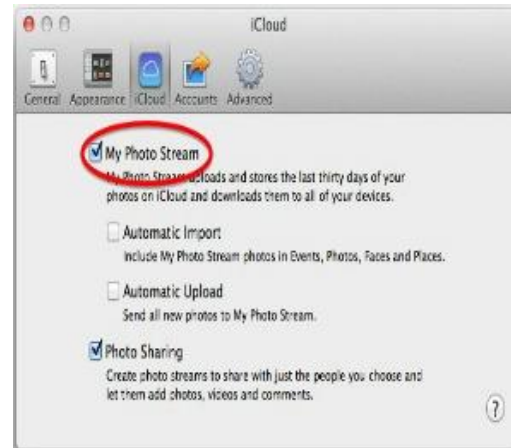 iCloud
General Appearance iCloud Accounts Advanced
My Photo Stream
My Photo Stream uploads and stores the last thirty days of your
photos on iCloud and downloads them to all of your devices.
Automatic Import
Include My Photo Stream photos in Events, Photos, Faces and Places.
Automatic Upload
Send all new photos to My Photo Stream.
Photo Sharing
Create photo streams to share with just the people you choose and
let them add photos, videos and comments.
?